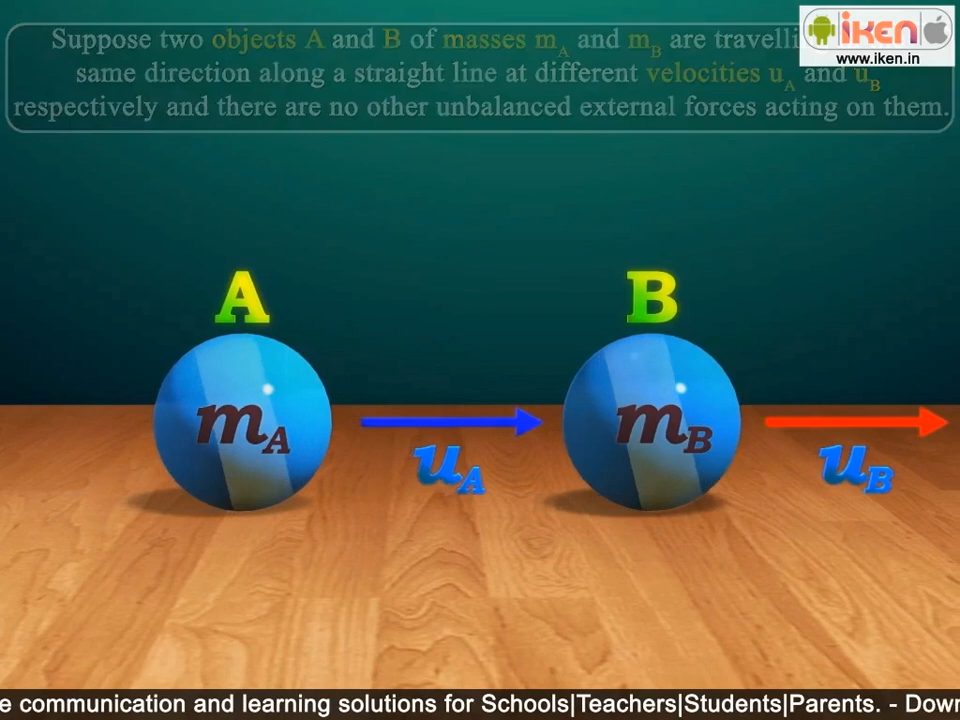 Suppose two objects A and B of masses mA and mB are travelli
same direction along a straight line at different velocities uA and uB
respectively and there are no other unbalanced external forces acting on them.
iken
www.iken.in
A
B
mA
mB
uA
uB
e communication and learning solutions for Schools|Teachers|Students|Parents. - Down